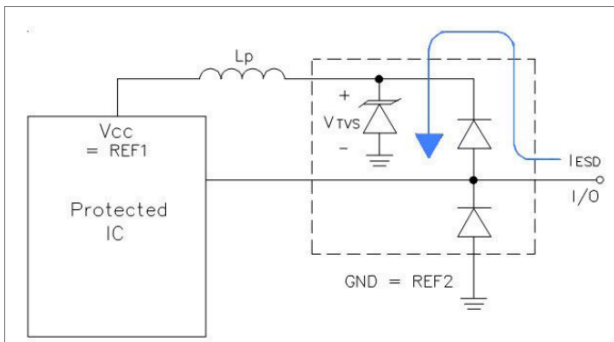 Lp
+
VTVS
-
Vcc
= REF1
Protected
IC
IESD
I/O
GND = REF2